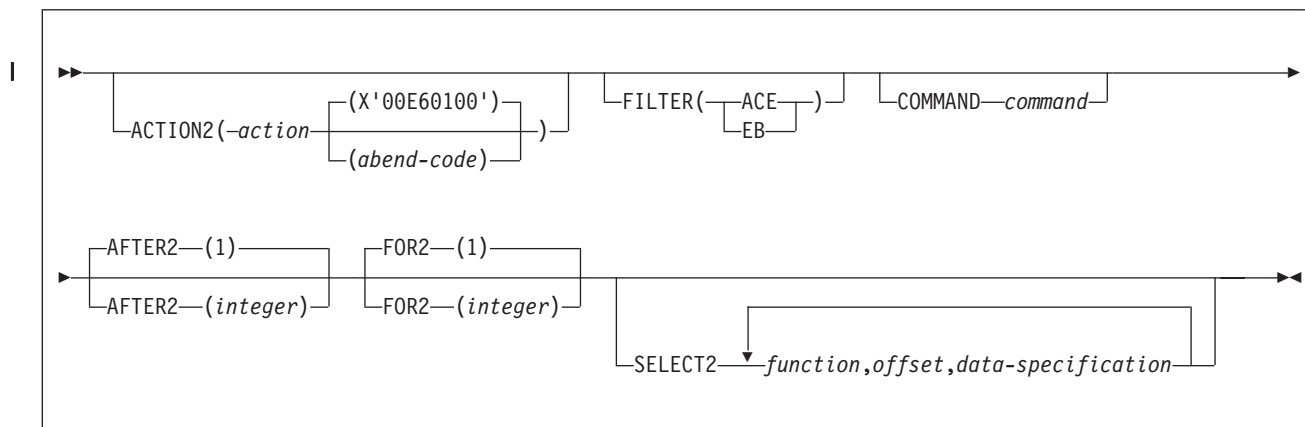 (X'00E60100')
ACTION2( action )
(abend-code)
FILTER( ACE )
EB
COMMAND command
AFTER2 (1)
AFTER2 (integer)
FOR2 (1)
FOR2 (integer)
SELECT2 function,offset,data-specification